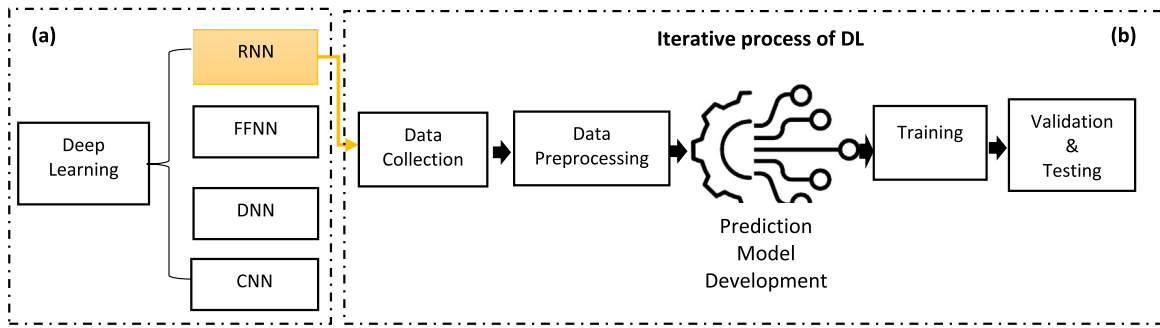 (a)
Deep
Learning
RNN
FFNN
DNN
CNN
Iterative process of DL
(b)
Data
Collection
Data
Preprocessing
Prediction
Model
Development
Training
Validation
&
Testing